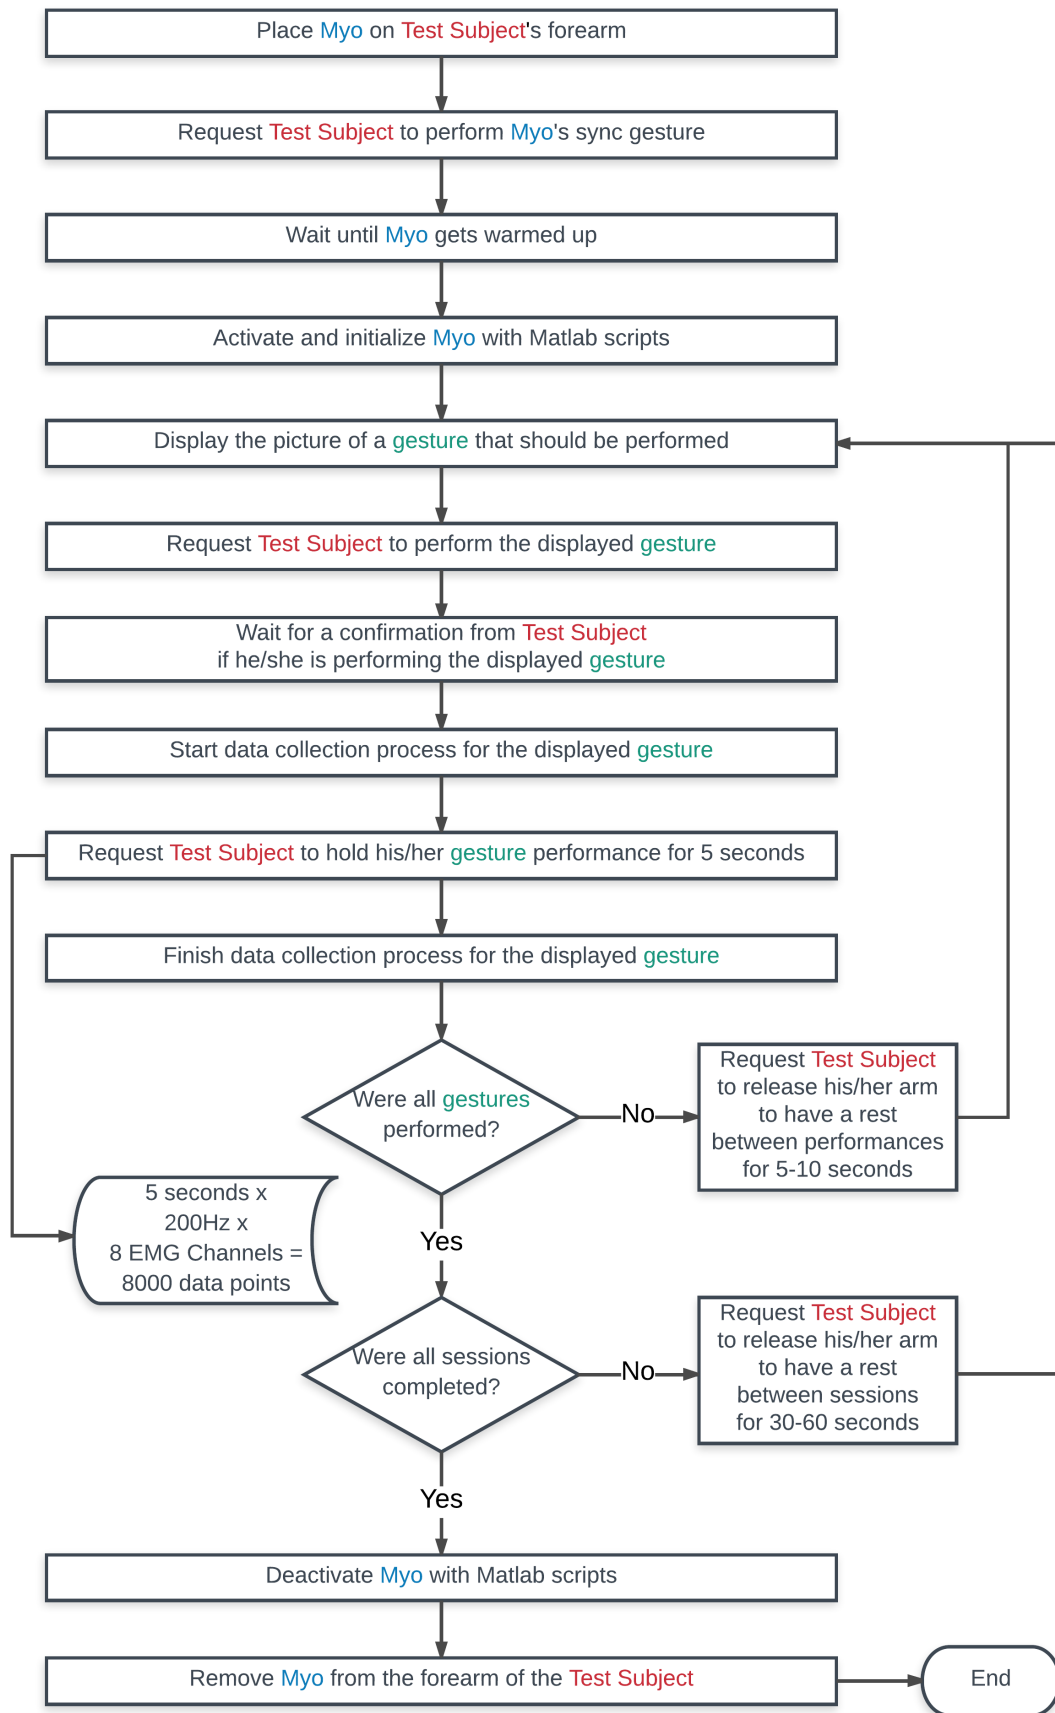 Place Myo on Test Subject's forearm
Request Test Subject to perform Myo's sync gesture
Wait until Myo gets warmed up
Activate and initialize Myo with Matlab scripts
Display the picture of a gesture that should be performed
Request Test Subject to perform the displayed gesture
Wait for a confirmation from Test Subject
if he/she is performing the displayed gesture
Start data collection process for the displayed gesture
Request Test Subject to hold his/her gesture performance for 5 seconds
Finish data collection process for the displayed gesture
Were all gestures
performed?
No
Request Test Subject
to release his/her arm
to have a rest
between performances
for 5-10 seconds
5 seconds x
200Hz x
8 EMG Channels =
8000 data points
Yes
Were all sessions
completed?
No
Request Test Subject
to release his/her arm
to have a rest
between sessions
for 30-60 seconds
Yes
Deactivate Myo with Matlab scripts
Remove Myo from the forearm of the Test Subject
End